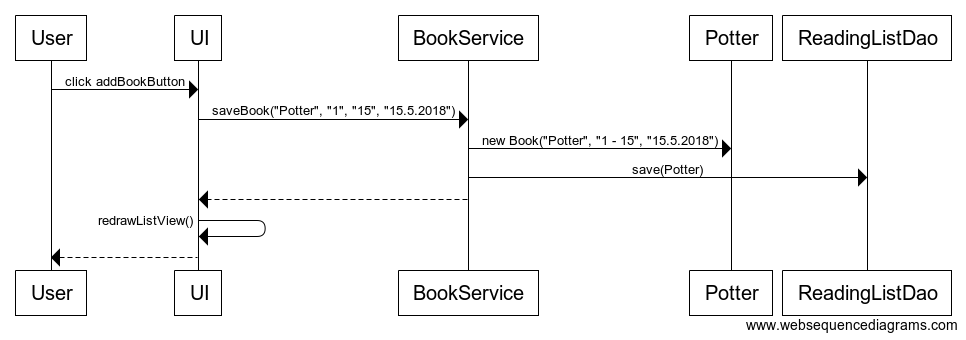 User
UI
BookService
Potter
ReadingListDao
click addBookButton
saveBook("Potter", "1", "15", "15.5.2018")
new Book("Potter", "1 - 15", "15.5.2018")
save(Potter)
redrawListView()
User
UI
BookService
Potter
ReadingListDao
www.websequencediagrams.com